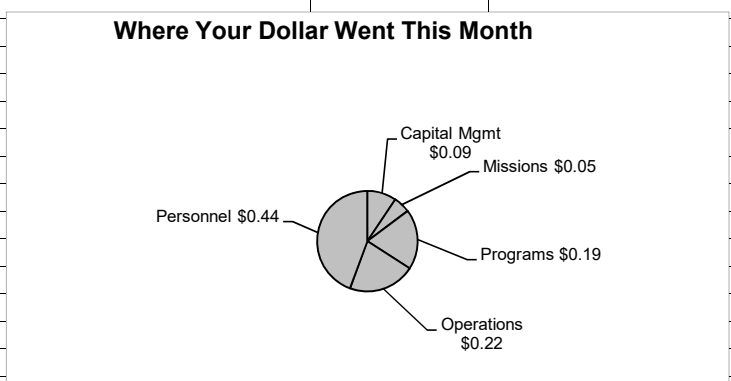 Where Your Dollar Went This Month
Capital Mgmt
$0.09
Missions $0.05
Personnel $0.44
Programs $0.19
Operations
$0.22